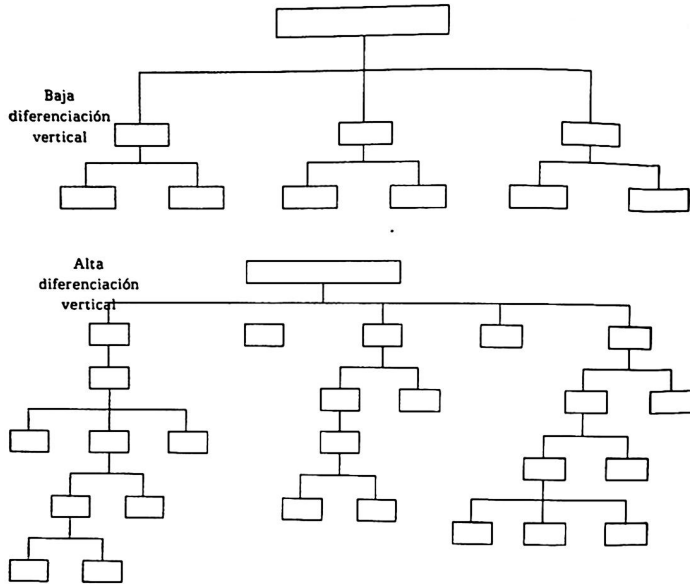 Baja
diferenciación
vertical
Alta
diferenciación
vertical